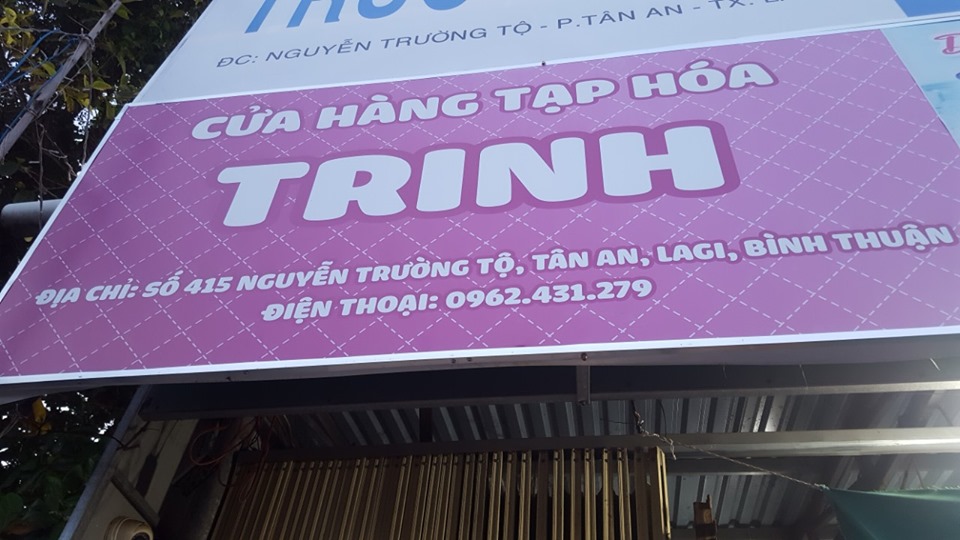 ĐC: NGUYỄN TRƯỜNG TỘ - P.TÂN AN - TX.
CỬA HÀNG TẠP HÓA
TRINH
ĐỊA CHỈ: SỐ 415 NGUYỄN TRƯỜNG TỘ, TÂN AN, LAGI, BÌNH THUẬN
ĐIỆN THOẠI: 0962.431.279